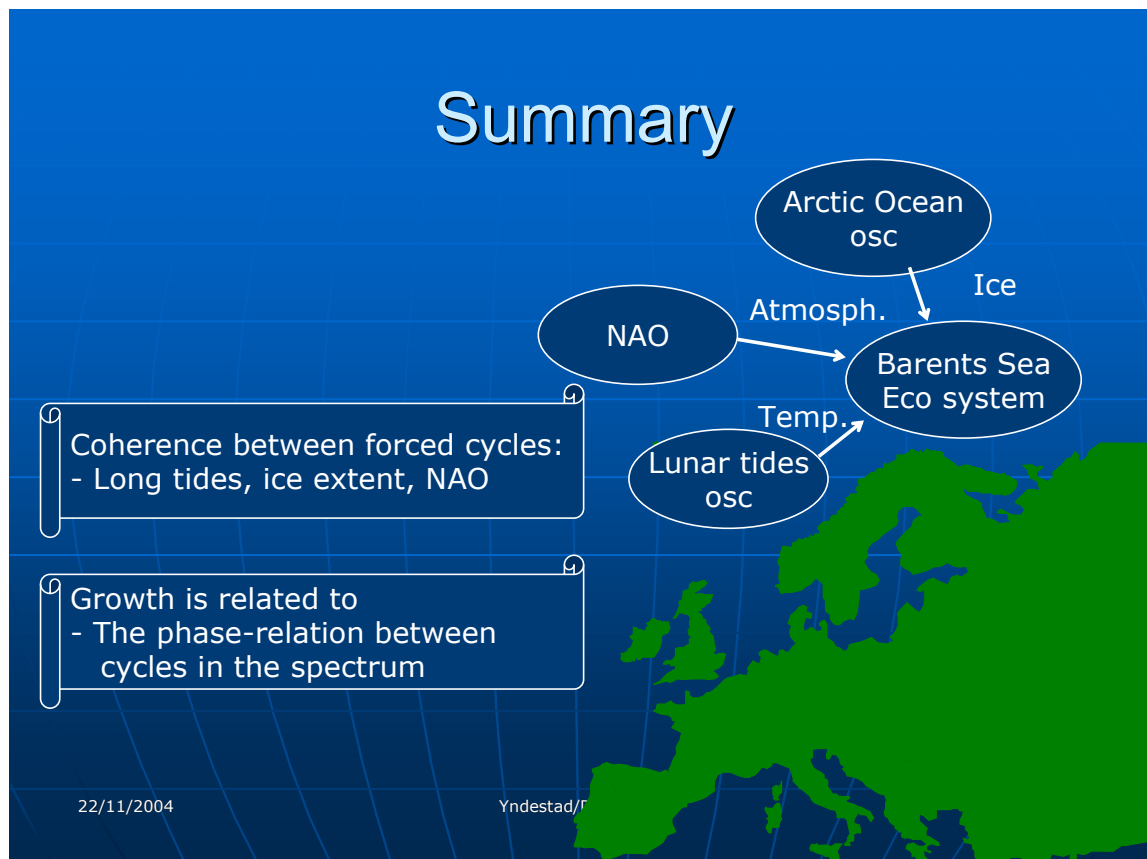 Summary
Arctic Ocean
osc
Ice
Atmosph.
NAO
Barents Sea
Eco system
Temp.
Lunar tides
osc
Coherence between forced cycles:
- Long tides, ice extent, NAO
Growth is related to
- The phase-relation between
cycles in the spectrum
22/11/2004
Yndestad/